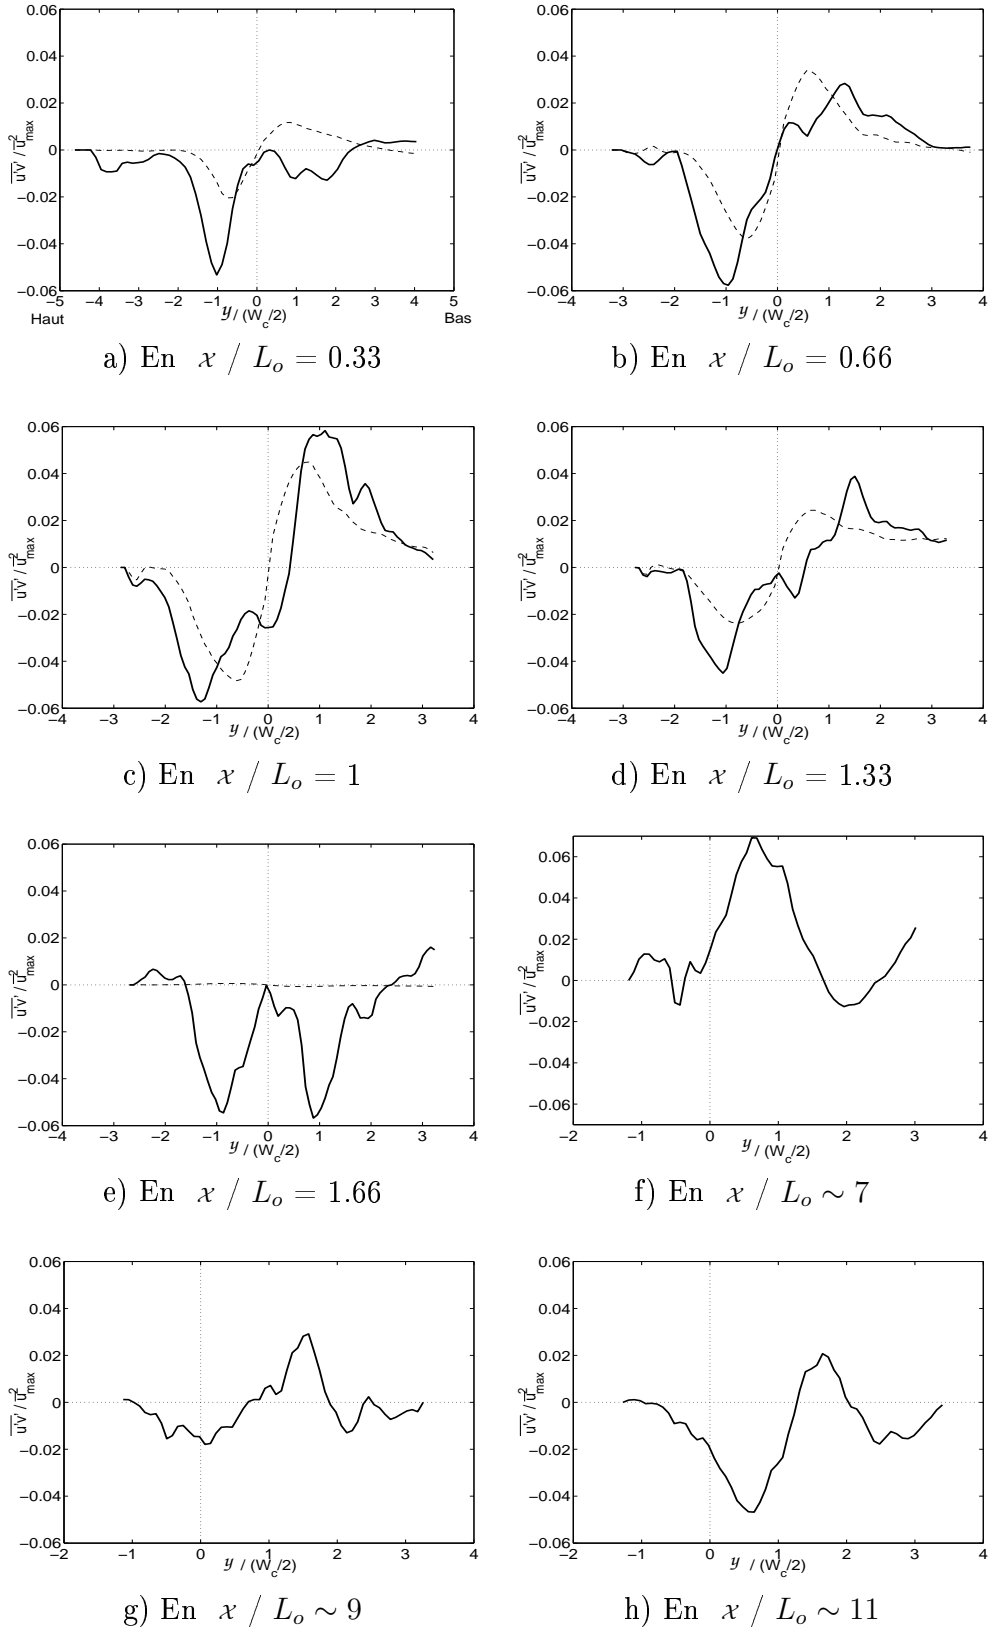 0.06 0.04 0.02 0 −0.02 −0.04 −0.06
u'v' / u²max
−5 −4 −3 −2 −1 0 1 2 3 4 5
y / (Wc/2)
Haut Bas
a) En x / Lo = 0.33
0.06 0.04 0.02 0 −0.02 −0.04 −0.06
u'v' / u²max
−4 −3 −2 −1 0 1 2 3 4
y / (Wc/2)
b) En x / Lo = 0.66
0.06 0.04 0.02 0 −0.02 −0.04 −0.06
u'v' / u²max
−4 −3 −2 −1 0 1 2 3 4
y / (Wc/2)
c) En x / Lo = 1
0.06 0.04 0.02 0 −0.02 −0.04 −0.06
u'v' / u²max
−4 −3 −2 −1 0 1 2 3 4
y / (Wc/2)
d) En x / Lo = 1.33
0.06 0.04 0.02 0 −0.02 −0.04 −0.06
u'v' / u²max
−4 −3 −2 −1 0 1 2 3 4
y / (Wc/2)
e) En x / Lo = 1.66
0.06 0.04 0.02 0 −0.02 −0.04 −0.06
u'v' / u²max
−2 −1 0 1 2 3 4
y / (Wc/2)
f) En x / Lo ∼ 7
0.06 0.04 0.02 0 −0.02 −0.04 −0.06
u'v' / u²max
−2 −1 0 1 2 3 4
y / (Wc/2)
g) En x / Lo ∼ 9
0.06 0.04 0.02 0 −0.02 −0.04 −0.06
u'v' / u²max
−2 −1 0 1 2 3 4
y / (Wc/2)
h) En x / Lo ∼ 11